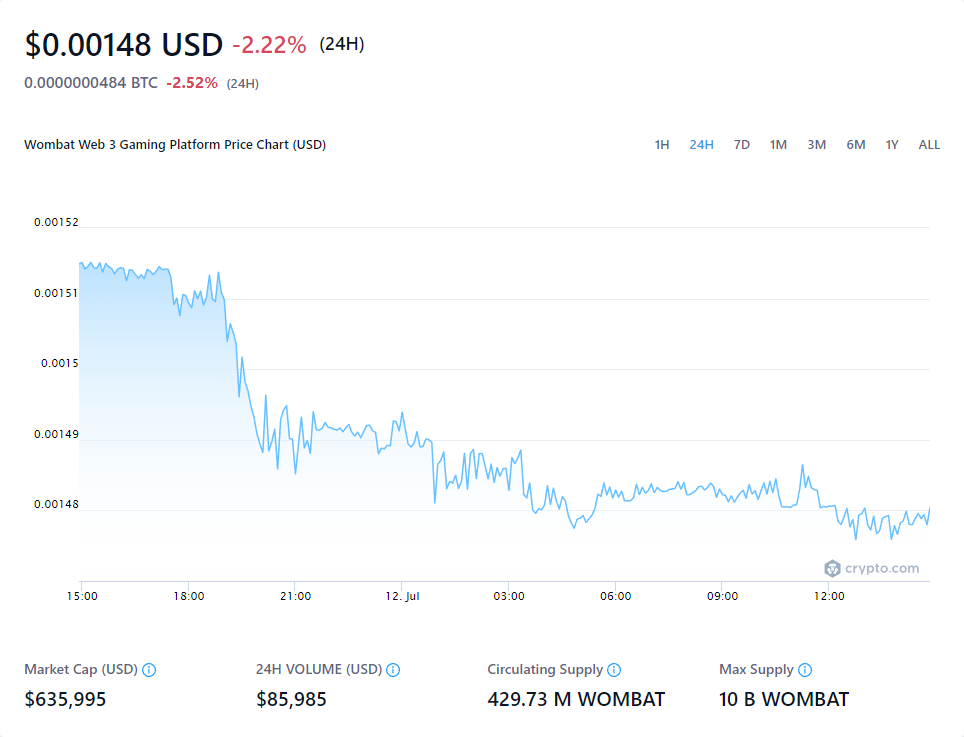 $0.00148 USD -2.22% (24H)
0.0000000484 BTC -2.52% (24H)
Wombat Web 3 Gaming Platform Price Chart (USD) 1H 24H 7D 1M 3M 6M 1Y ALL
0.00152
0.00151
0.0015
0.00149
0.00148
crypto.com
15:00 18:00 21:00 12. Jul 03:00 06:00 09:00 12:00
Market Cap (USD) 24H VOLUME (USD) Circulating Supply Max Supply
$635,995 $85,985 429.73 M WOMBAT 10 B WOMBAT